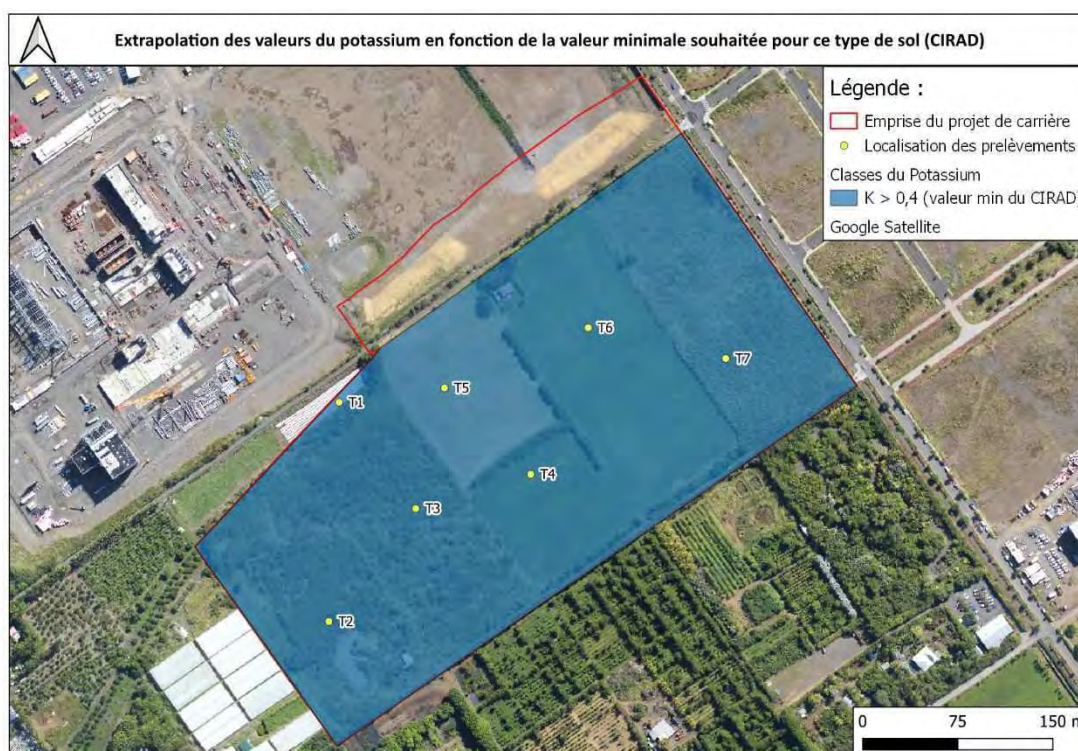 Extrapolation des valeurs du potassium en fonction de la valeur minimale souhaitée pour ce type de sol (CIRAD)
Légende :
Emprise du projet de carrière
Localisation des prelèvements
Classes du Potassium
K > 0,4 (valeur min du CIRAD)
Google Satellite
T6
T7
T5
T1
T4
T3
T2
0 75 150 m